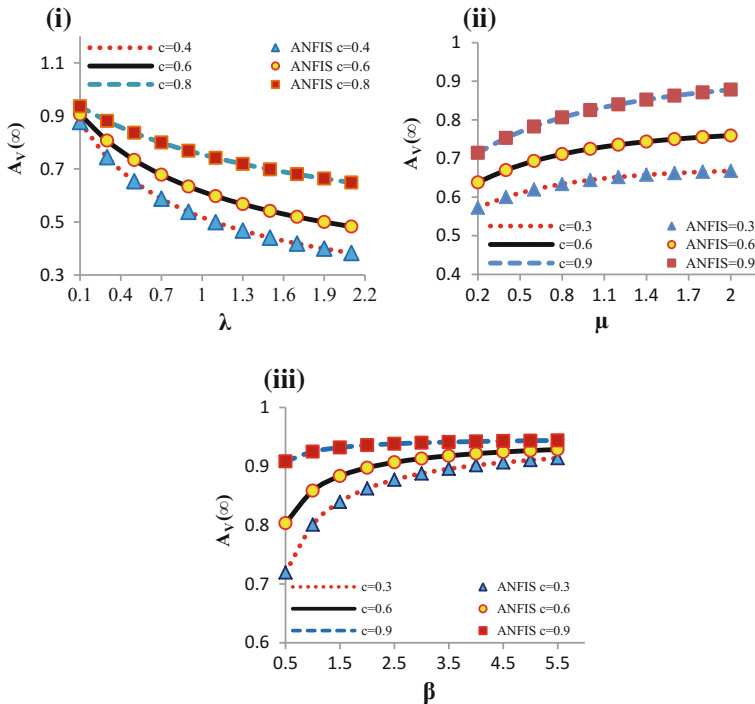 (i)
c=0.4 ANFIS c=0.4
c=0.6 ANFIS c=0.6
c=0.8 ANFIS c=0.8
1.1
0.9
0.7
0.5
0.3
A_V(∞)
0.1 0.4 0.7 1 1.3 1.6 1.9 2.2
λ
(ii)
1
0.9
0.8
0.7
0.6
0.5
0.4
A_V(∞)
c=0.3 ANFIS=0.3
c=0.6 ANFIS=0.6
c=0.9 ANFIS=0.9
0.2 0.5 0.8 1.1 1.4 1.7 2
μ
(iii)
1
0.9
0.8
0.7
0.6
A_V(∞)
c=0.3 ANFIS c=0.3
c=0.6 ANFIS c=0.6
c=0.9 ANFIS c=0.9
0.5 1.5 2.5 3.5 4.5 5.5
β